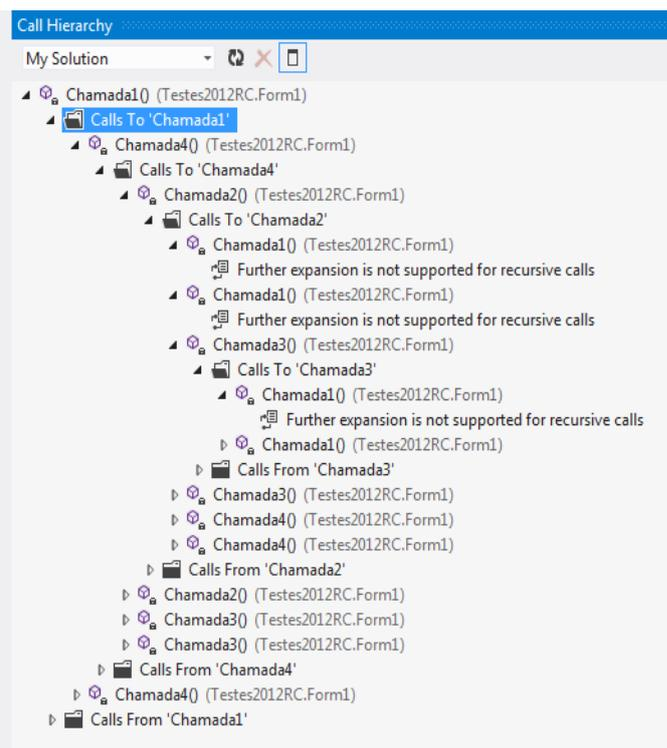 Call Hierarchy
My Solution
Chamada1() (Testes2012RC.Form1)
Calls To 'Chamada1'
Chamada4() (Testes2012RC.Form1)
Calls To 'Chamada4'
Chamada2() (Testes2012RC.Form1)
Calls To 'Chamada2'
Chamada1() (Testes2012RC.Form1)
Further expansion is not supported for recursive calls
Chamada1() (Testes2012RC.Form1)
Further expansion is not supported for recursive calls
Chamada3() (Testes2012RC.Form1)
Calls To 'Chamada3'
Chamada1() (Testes2012RC.Form1)
Further expansion is not supported for recursive calls
Chamada1() (Testes2012RC.Form1)
Calls From 'Chamada3'
Chamada3() (Testes2012RC.Form1)
Chamada4() (Testes2012RC.Form1)
Chamada4() (Testes2012RC.Form1)
Calls From 'Chamada2'
Chamada2() (Testes2012RC.Form1)
Chamada3() (Testes2012RC.Form1)
Chamada3() (Testes2012RC.Form1)
Calls From 'Chamada4'
Chamada4() (Testes2012RC.Form1)
Calls From 'Chamada1'